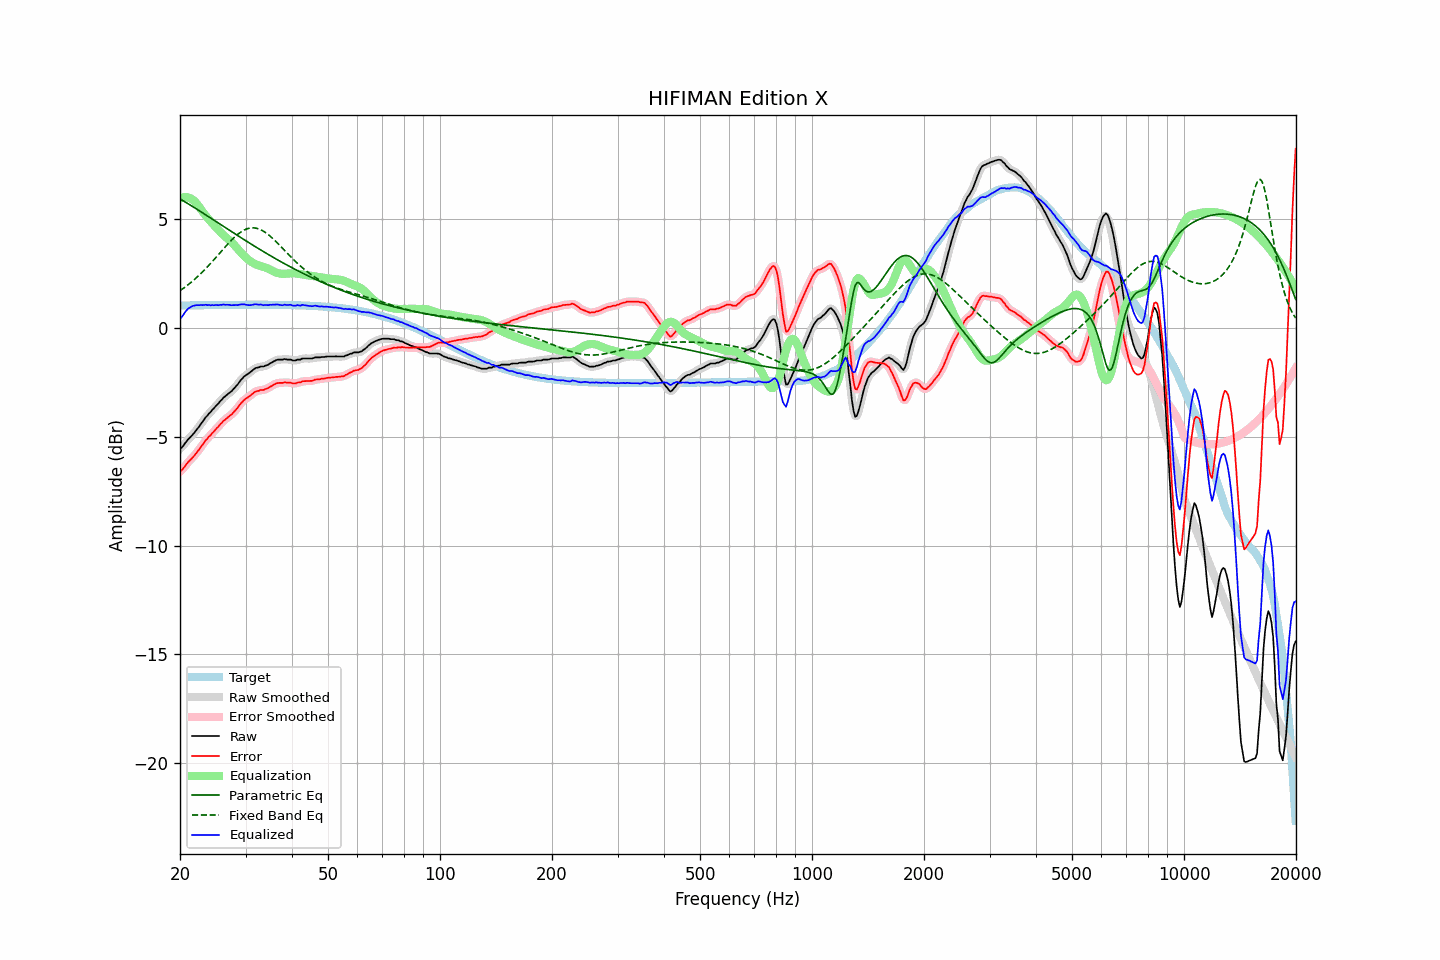 HIFIMAN Edition X
Amplitude (dBr)
5
0
−5
−10
−15
−20
Target
Raw Smoothed
Error Smoothed
Raw
Error
Equalization
Parametric Eq
Fixed Band Eq
Equalized
20
50
100
200
500
1000
2000
5000
10000
20000
Frequency (Hz)